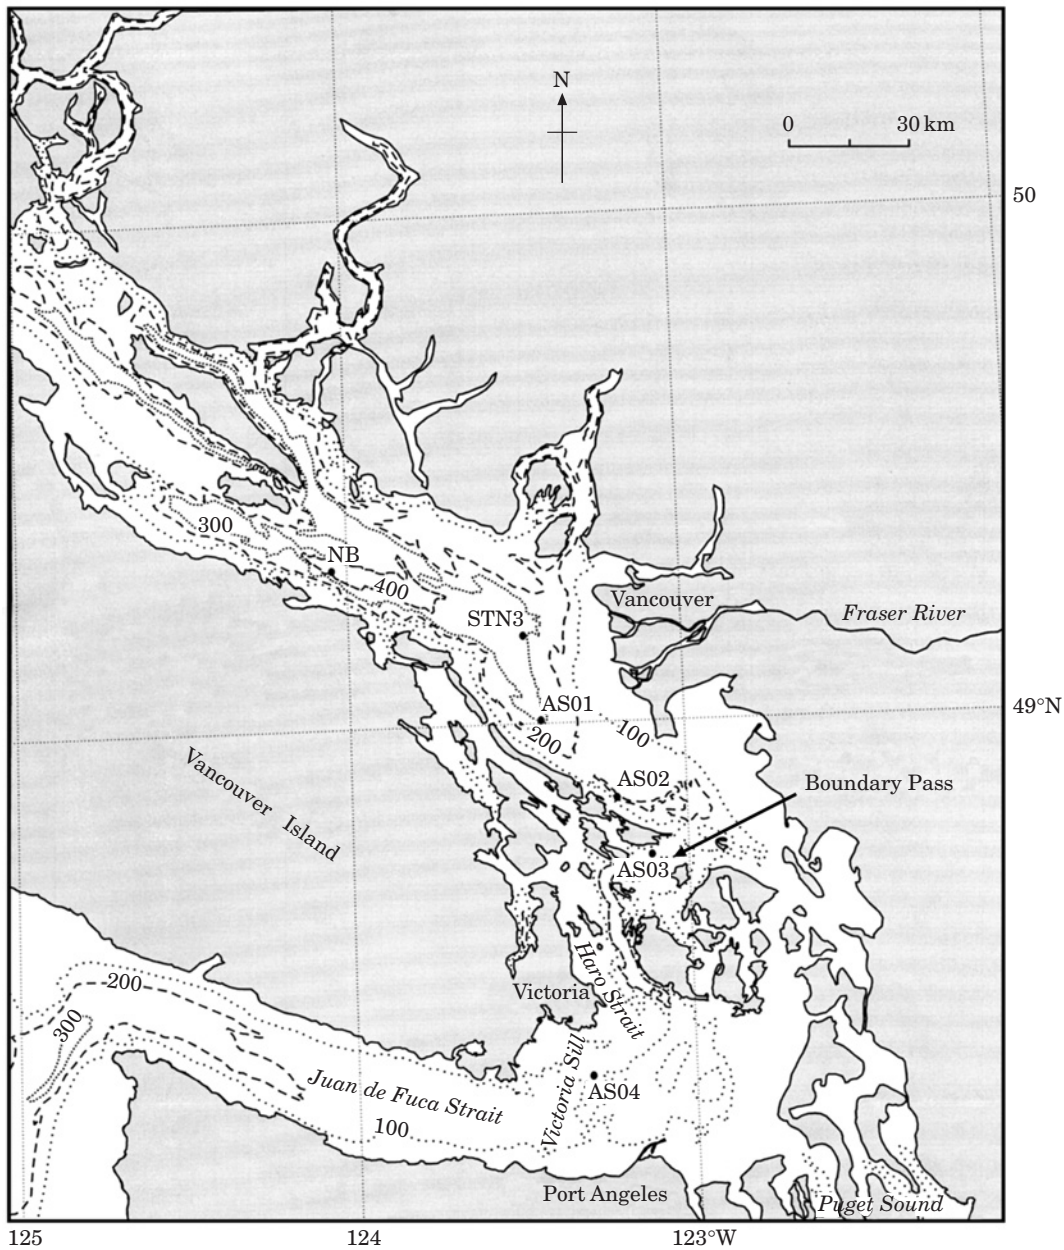 N
0 30 km
50
300
NB
400
Vancouver
Fraser River
STN3
AS01
49°N
100
200
AS02
Boundary Pass
Vancouver Island
AS03
Haro Strait
200
Victoria
300
Victoria Sill
Juan de Fuca Strait
AS04
100
Port Angeles
Puget Sound
125 124 123°W